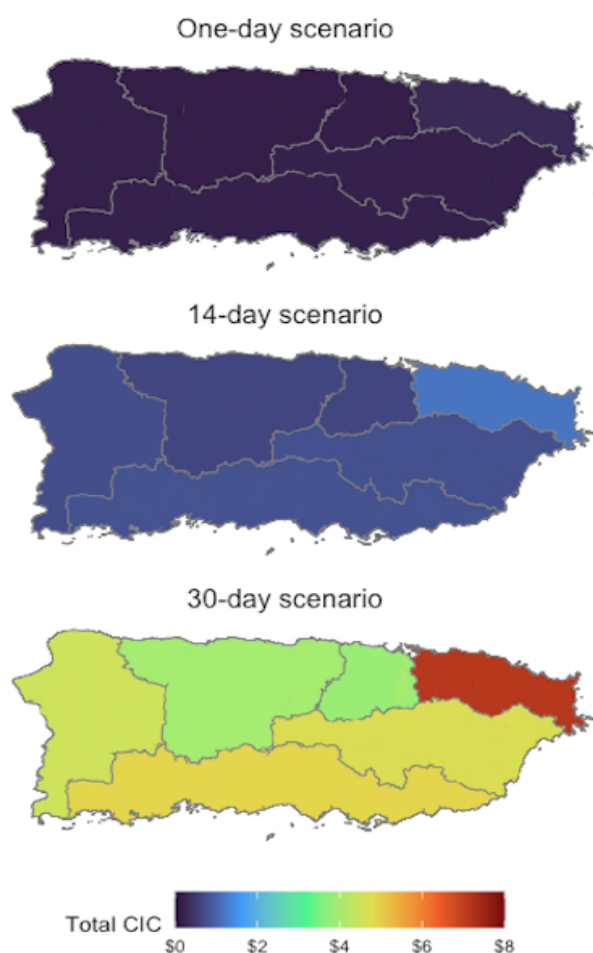 One-day scenario
14-day scenario
30-day scenario
Total CIC
$0 $2 $4 $6 $8